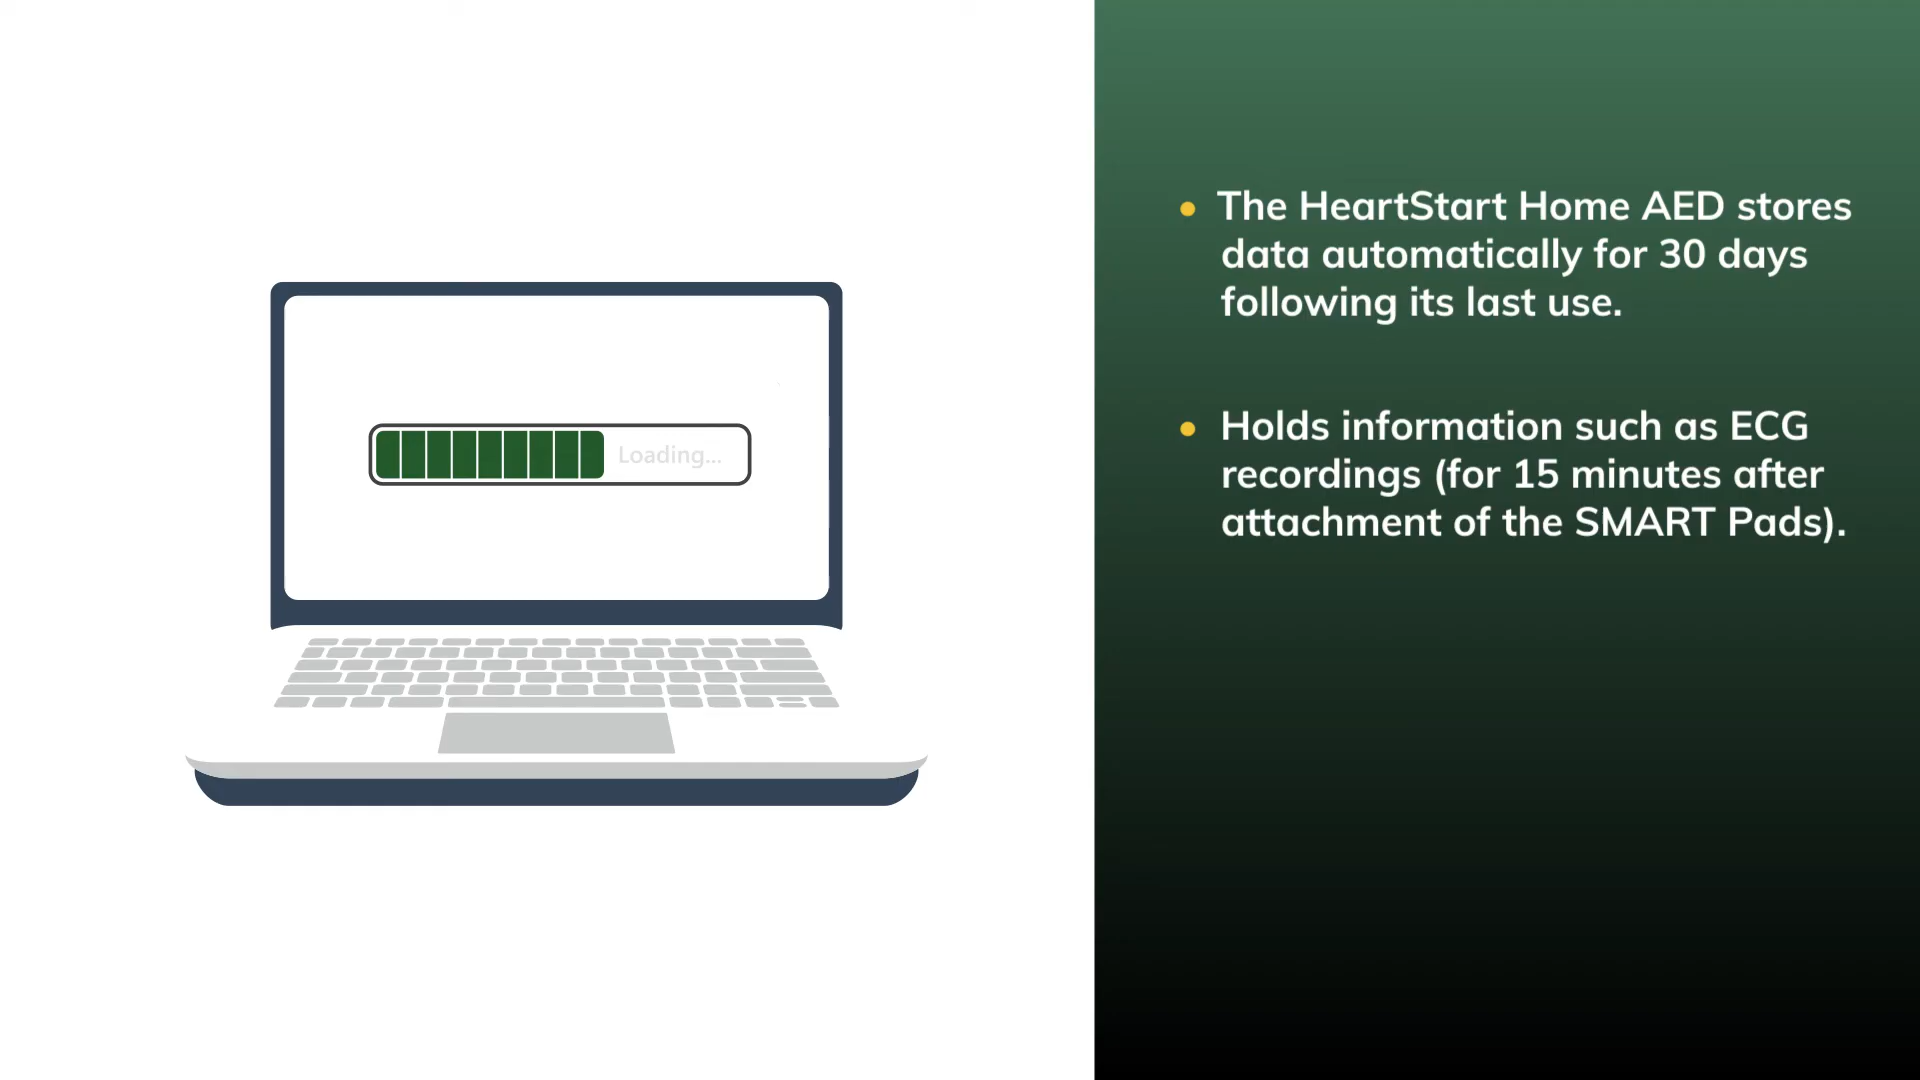 Loading...
The HeartStart Home AED stores
data automatically for 30 days
following its last use.
Holds information such as ECG
recordings (for 15 minutes after
attachment of the SMART Pads).